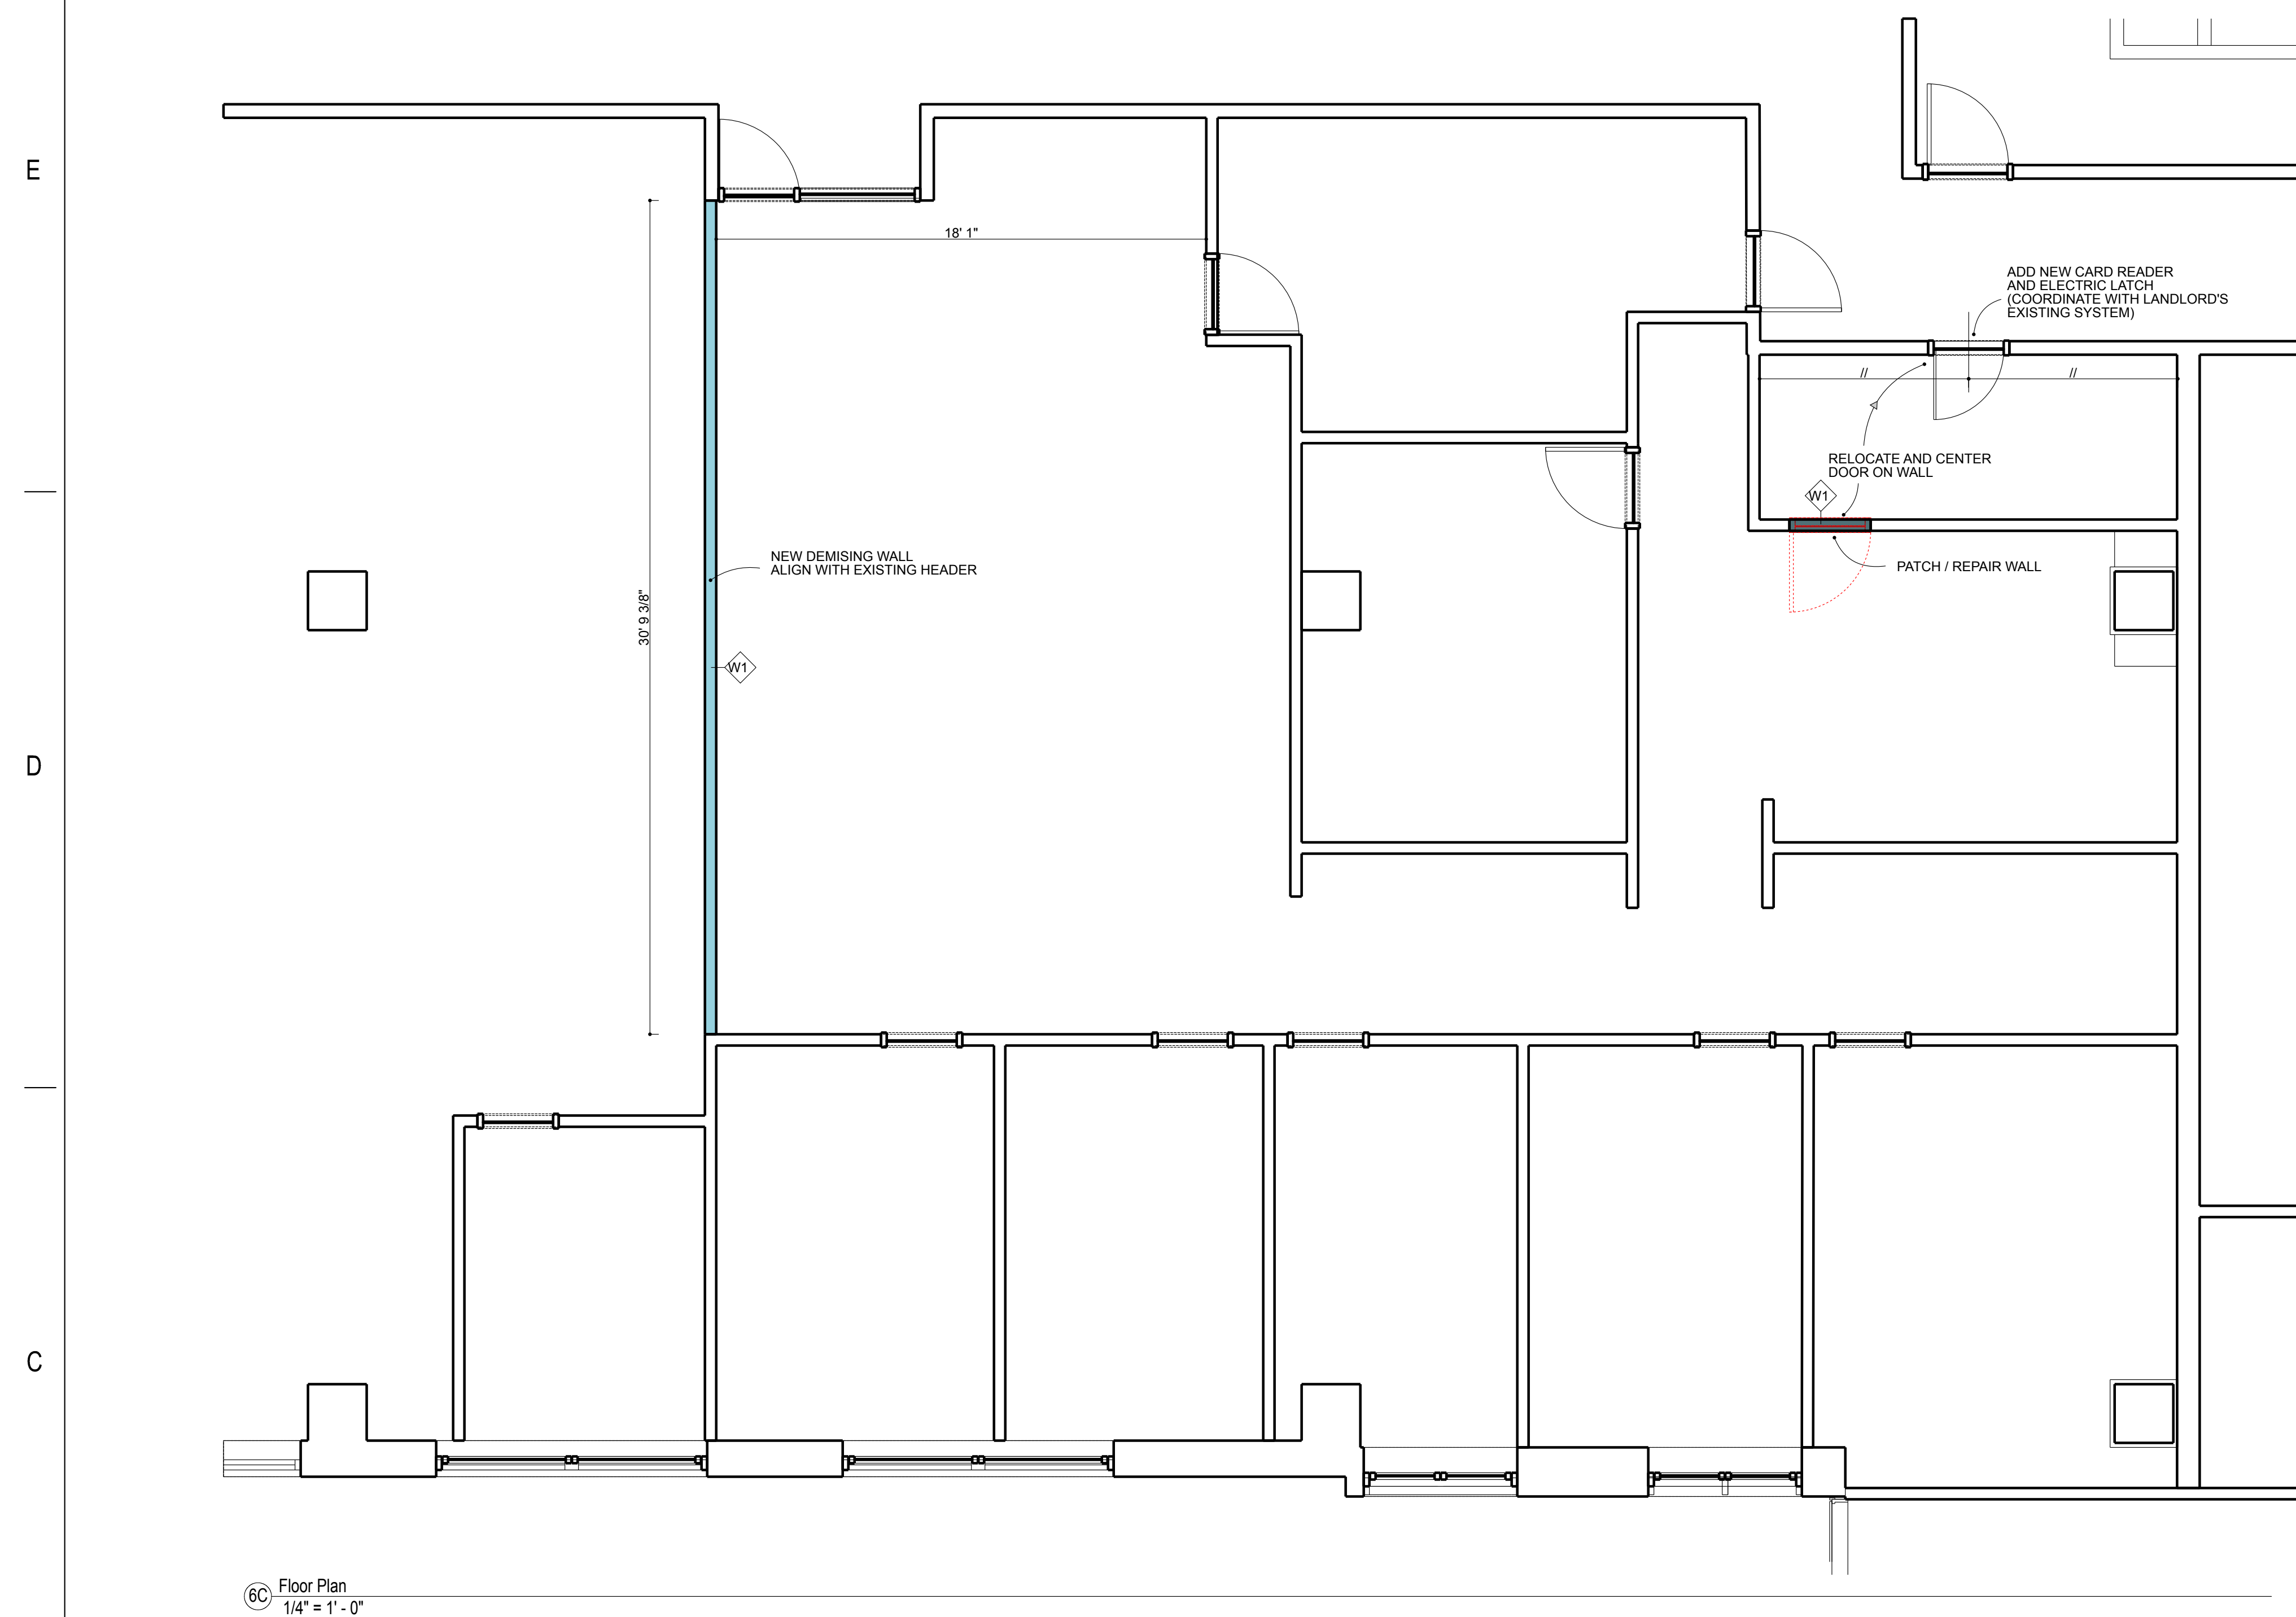 E
18' 1"
ADD NEW CARD READER
AND ELECTRIC LATCH
(COORDINATE WITH LANDLORD'S
EXISTING SYSTEM)
//
//
RELOCATE AND CENTER
DOOR ON WALL
W1
NEW DEMISING WALL
ALIGN WITH EXISTING HEADER
PATCH / REPAIR WALL
30' 9 3/8"
W1
D
C
6C
Floor Plan
1/4" = 1' - 0"